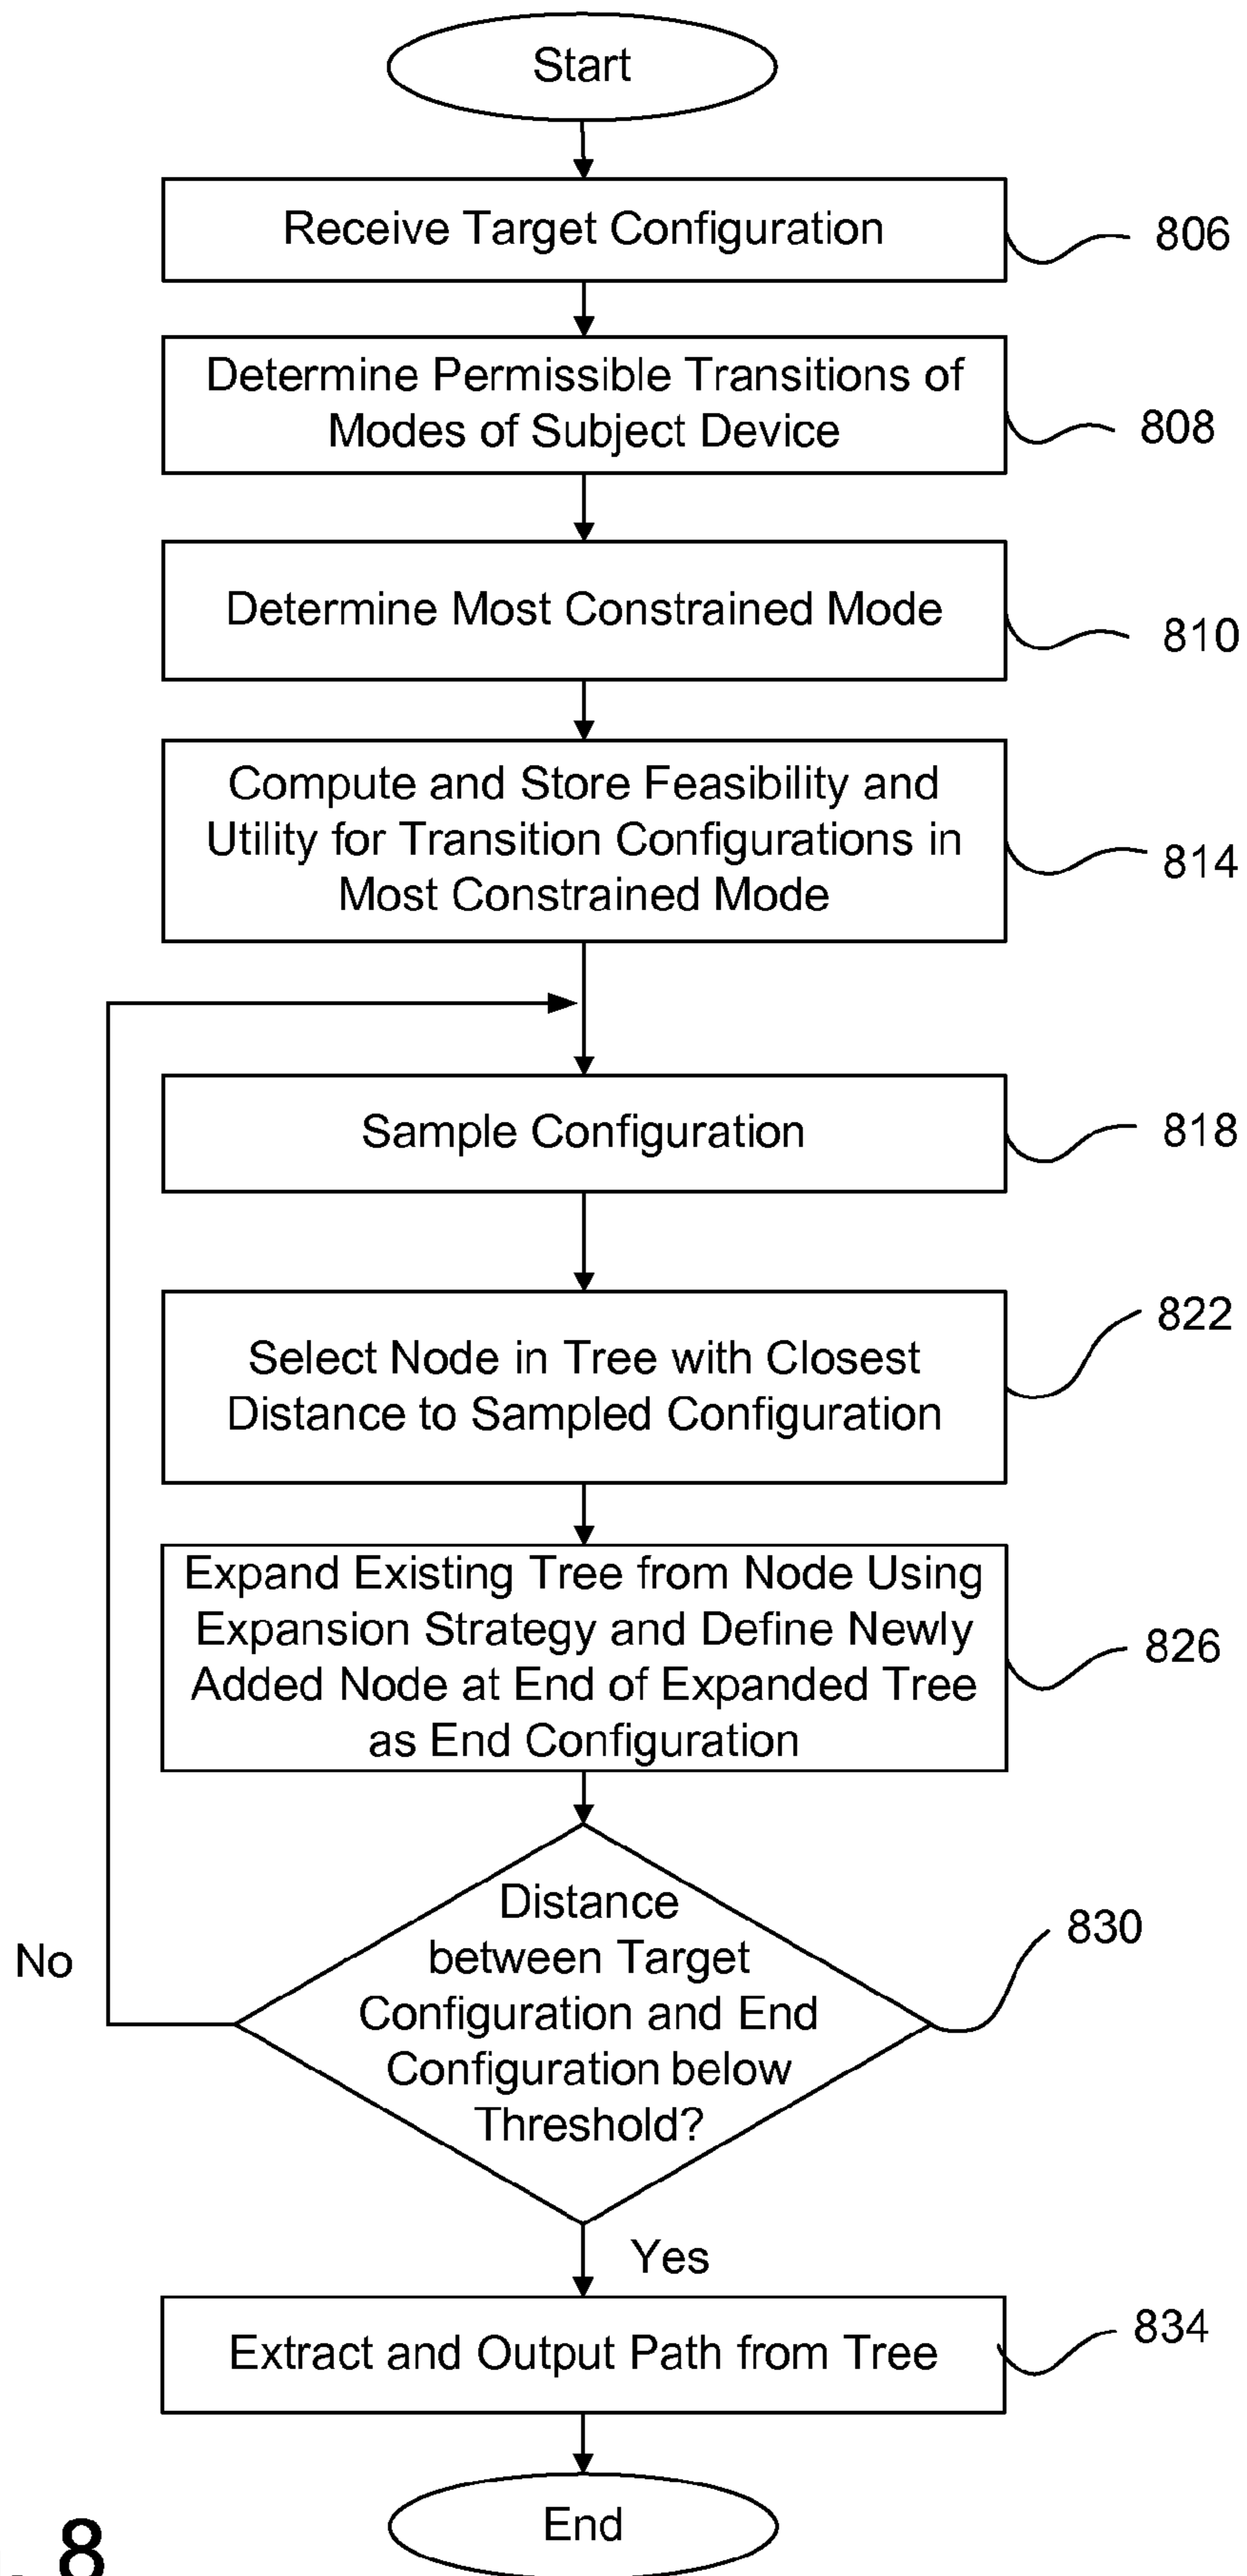 Start
Receive Target Configuration
806
Determine Permissible Transitions of
Modes of Subject Device
808
Determine Most Constrained Mode
810
Compute and Store Feasibility and
Utility for Transition Configurations in
Most Constrained Mode
814
Sample Configuration
818
Select Node in Tree with Closest
Distance to Sampled Configuration
822
Expand Existing Tree from Node Using
Expansion Strategy and Define Newly
Added Node at End of Expanded Tree
as End Configuration
826
Distance
between Target
Configuration and End
Configuration below
Threshold?
830
No
Yes
Extract and Output Path from Tree
834
End
8